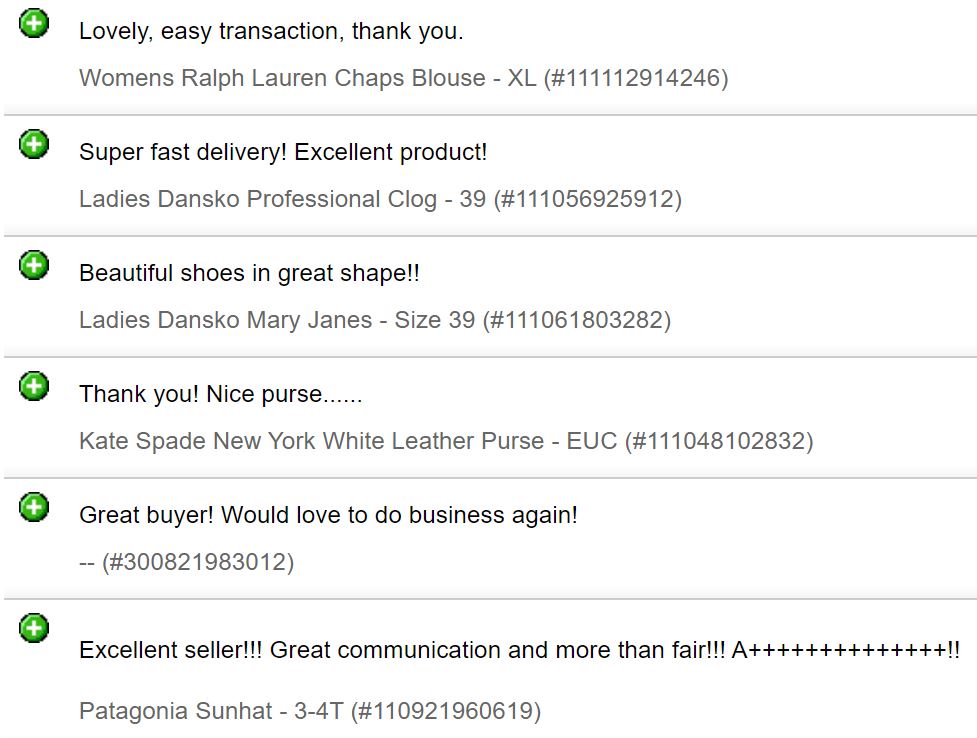 Lovely, easy transaction, thank you.
Womens Ralph Lauren Chaps Blouse - XL (#111112914246)
Super fast delivery! Excellent product!
Ladies Dansko Professional Clog - 39 (#111056925912)
Beautiful shoes in great shape!!
Ladies Dansko Mary Janes - Size 39 (#111061803282)
Thank you! Nice purse......
Kate Spade New York White Leather Purse - EUC (#111048102832)
Great buyer! Would love to do business again!
-- (#300821983012)
Excellent seller!!! Great communication and more than fair!!! A++++++++++++++!!
Patagonia Sunhat - 3-4T (#110921960619)